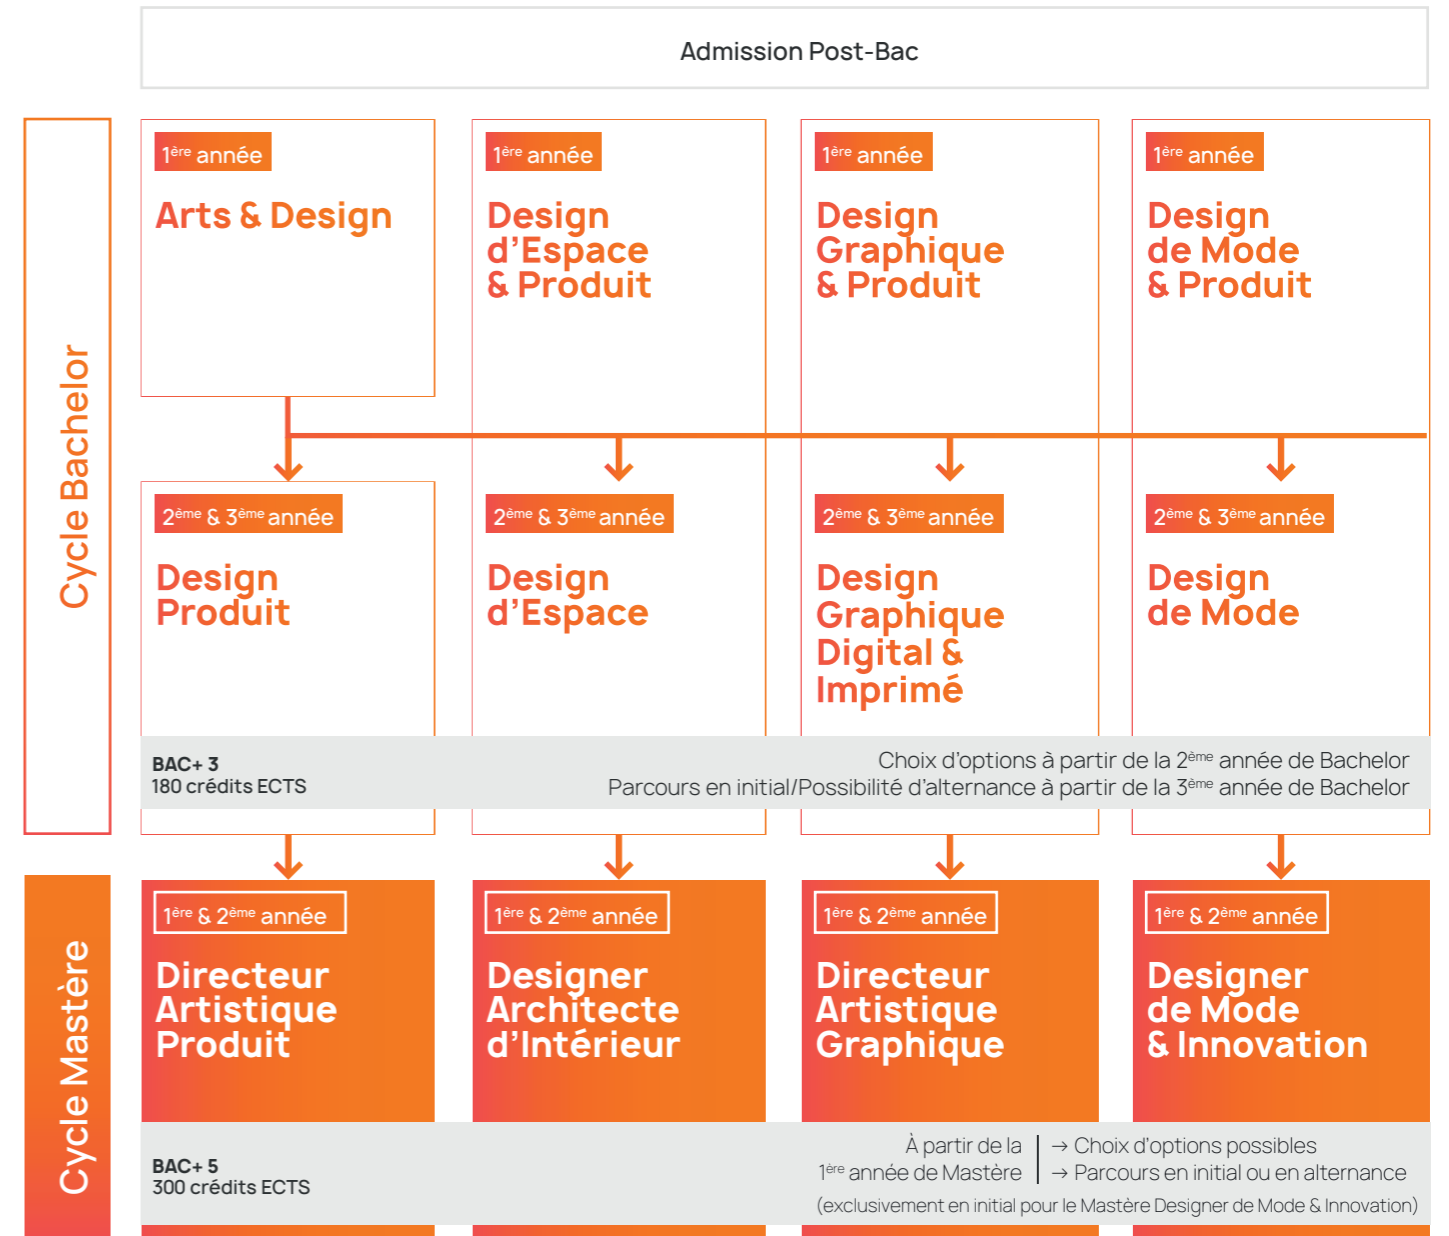 Admission Post-Bac
Cycle Bachelor
1ère année
Arts & Design
1ère année
Design
d’Espace
& Produit
1ère année
Design
Graphique
& Produit
1ère année
Design
de Mode
& Produit
2ème & 3ème année
Design
Produit
2ème & 3ème année
Design
d’Espace
2ème & 3ème année
Design
Graphique
Digital &
Imprimé
2ème & 3ème année
Design
de Mode
BAC+ 3
180 crédits ECTS
Choix d’options à partir de la 2ème année de Bachelor
Parcours en initial/Possibilité d’alternance à partir de la 3ème année de Bachelor
Cycle Mastère
1ère & 2ème année
Directeur
Artistique
Produit
1ère & 2ème année
Designer
Architecte
d’Intérieur
1ère & 2ème année
Directeur
Artistique
Graphique
1ère & 2ème année
Designer
de Mode
& Innovation
BAC+ 5
300 crédits ECTS
À partir de la
1ère année de Mastère
→ Choix d’options possibles
→ Parcours en initial ou en alternance
(exclusivement en initial pour le Mastère Designer de Mode & Innovation)